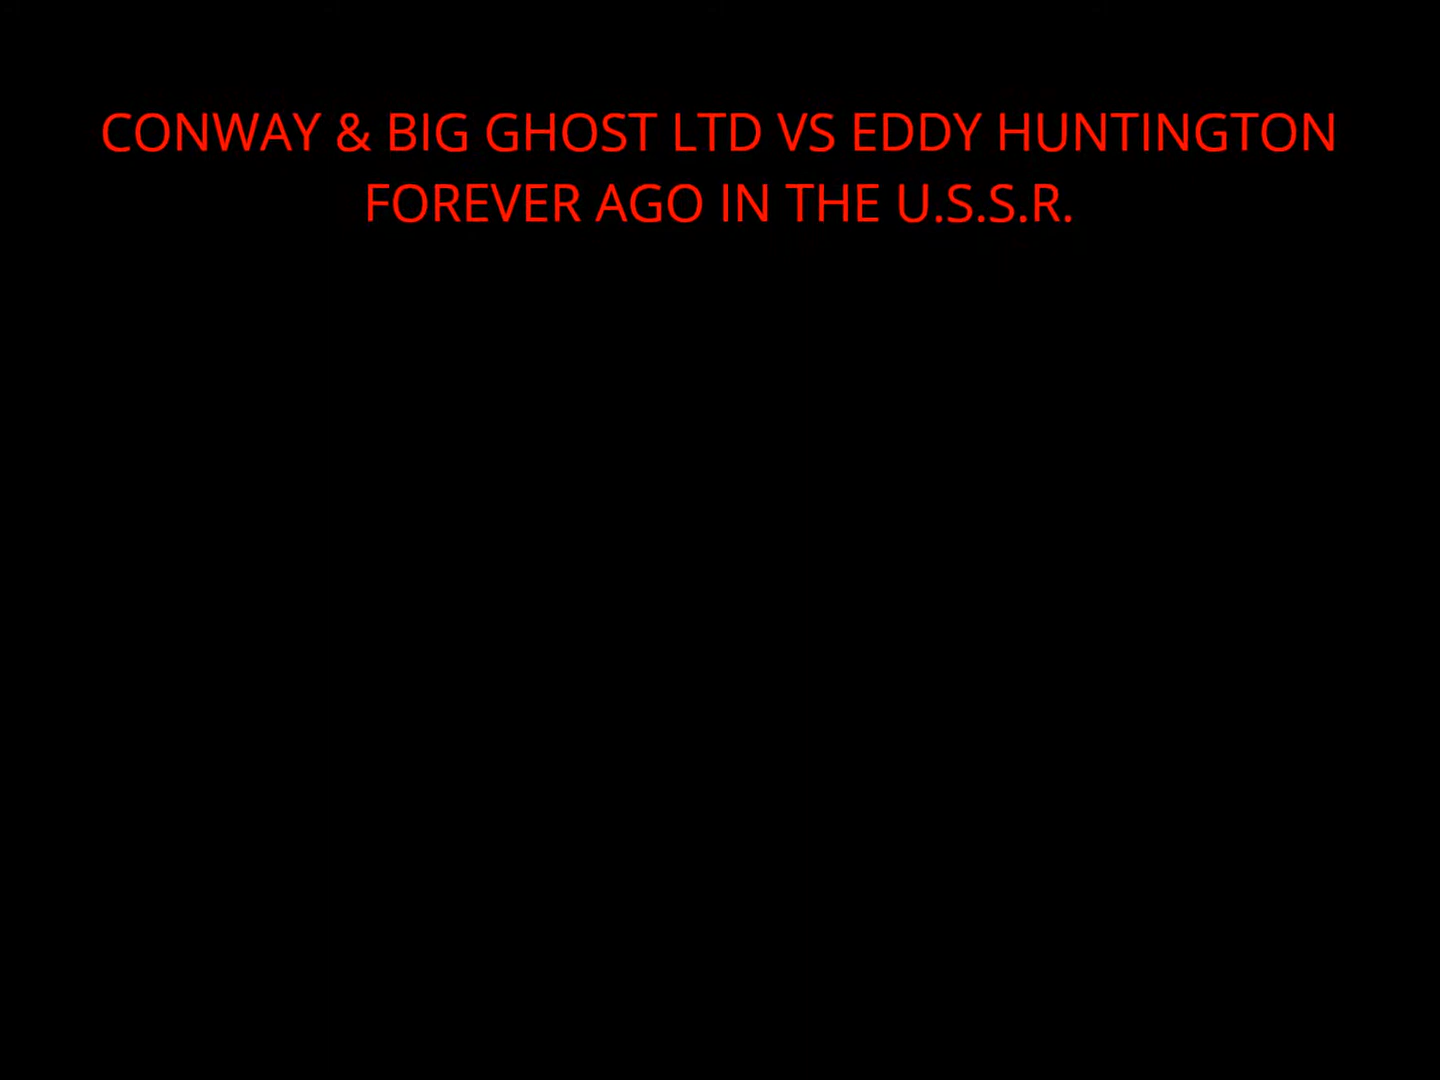 CONWAY & BIG GHOST LTD VS EDDY HUNTINGTON
FOREVER AGO IN THE U.S.S.R.